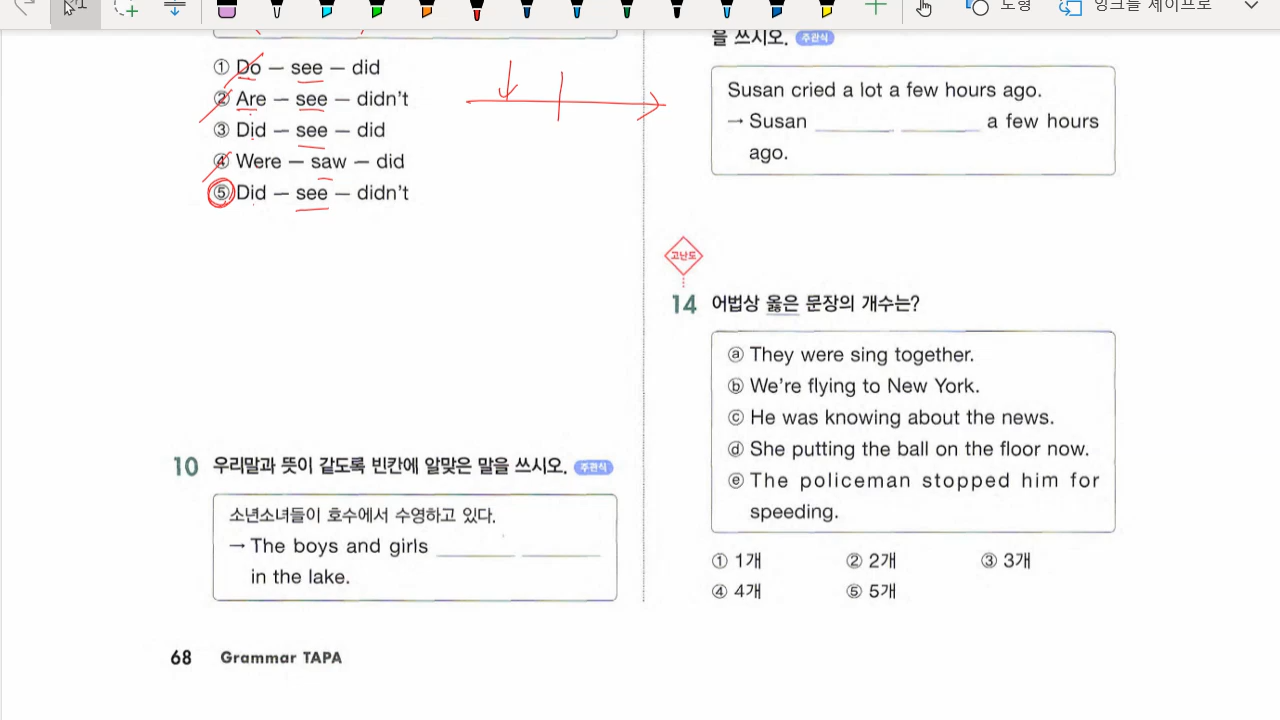 ① Do – see – did
② Are – see – didn't
③ Did – see – did
④ Were – saw – did
⑤ Did – see – didn't
10 우리말과 뜻이 같도록 빈칸에 알맞은 말을 쓰시오. 주관식
소년소녀들이 호수에서 수영하고 있다.
→ The boys and girls ______ ______
in the lake.
68 Grammar TAPA
도형 잉크를 셰이프로
을 쓰시오. 주관식
Susan cried a lot a few hours ago.
→ Susan ______ ______ a few hours
ago.
고난도
14 어법상 옳은 문장의 개수는?
ⓐ They were sing together.
ⓑ We're flying to New York.
ⓒ He was knowing about the news.
ⓓ She putting the ball on the floor now.
ⓔ The policeman stopped him for
speeding.
① 1개 ② 2개 ③ 3개
④ 4개 ⑤ 5개